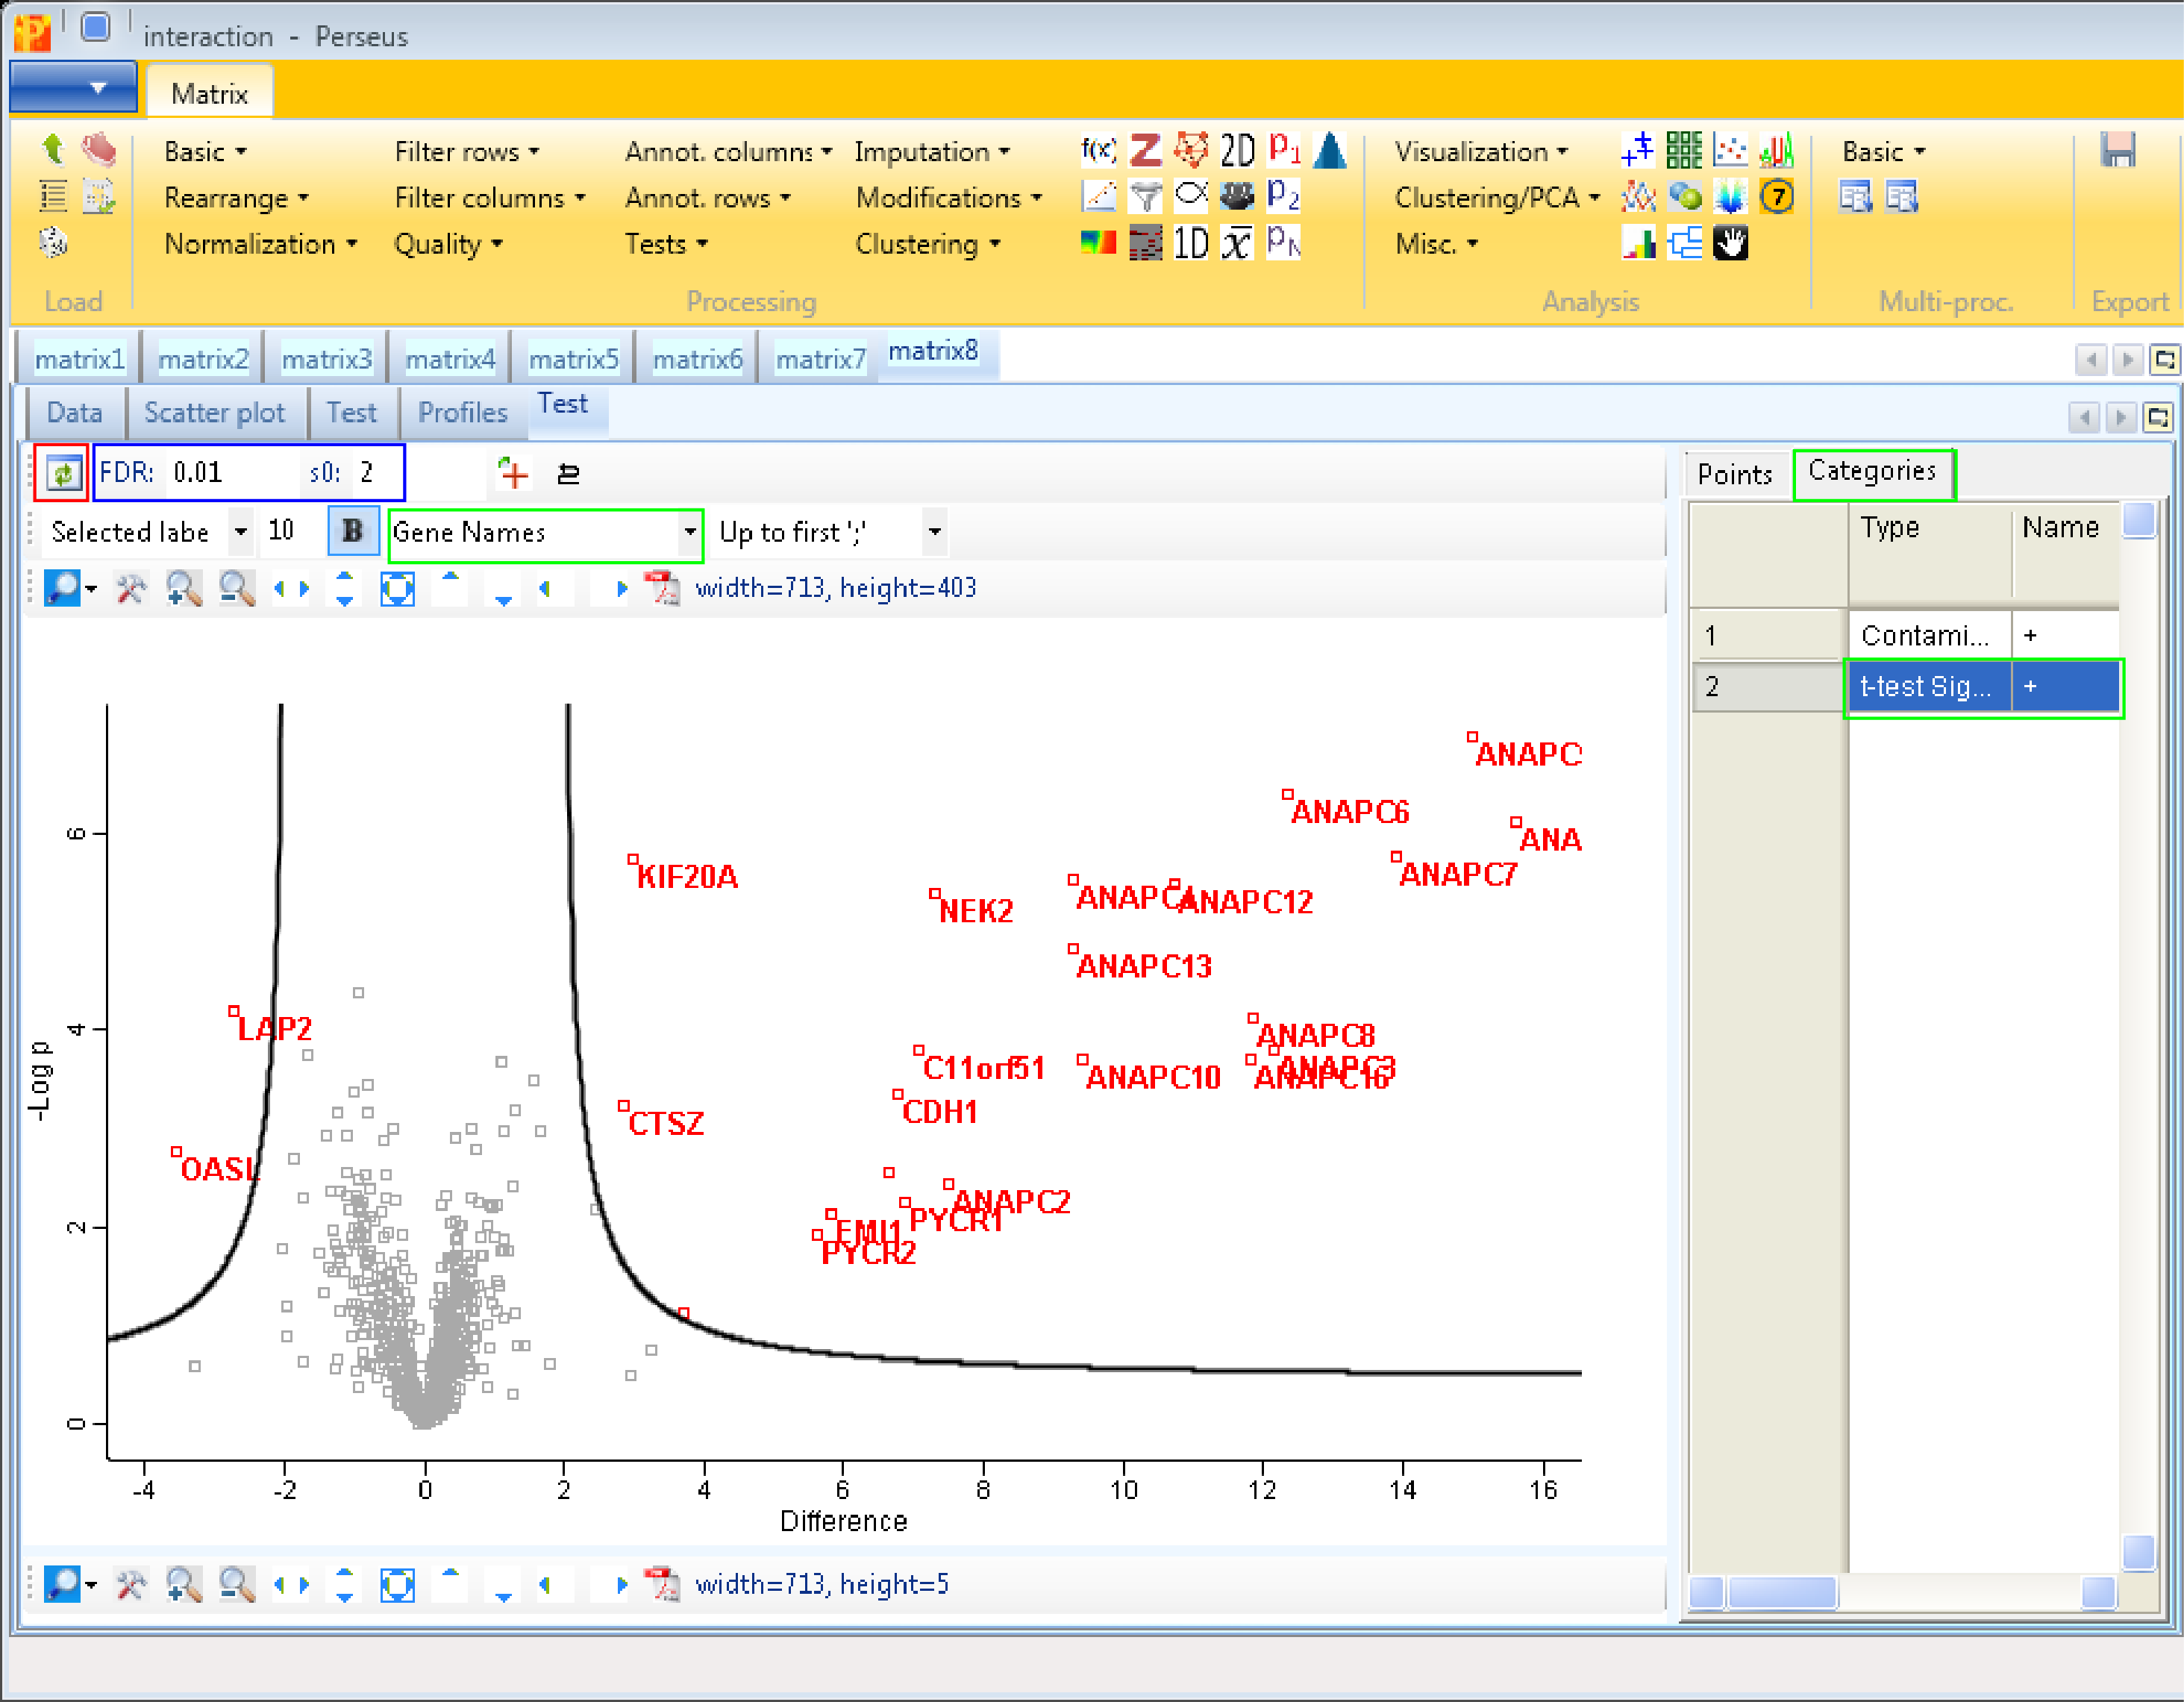 interaction - Perseus
Matrix
Basic Filter rows Annot. columns Imputation f(x) Z 2D p1 Visualization Basic
Rearrange Filter columns Annot. rows Modifications p2 Clustering/PCA 7
Normalization Quality Tests Clustering 1D x pN Misc.
Load Processing Analysis Multi-proc. Export
matrix1 matrix2 matrix3 matrix4 matrix5 matrix6 matrix7 matrix8
Data Scatter plot Test Profiles Test
FDR: 0.01 s0: 2
Points Categories
Selected labe 10 B Gene Names Up to first ';'
Type Name
width=713, height=403
1 Contami... +
2 t-test Sig... +
ANAPC
ANAPC6
ANA
KIF20A
ANAPC7
NEK2
ANAPC4
ANAPC12
ANAPC13
LAP2
ANAPC8
C11orf51
ANAPC3
ANAPC10
ANAPC16
CDH1
CTSZ
OASL
ANAPC2
PYCR1
EMI1
PYCR2
-Log p
6
4
2
0
-4 -2 0 2 4 6 8 10 12 14 16
Difference
width=713, height=5